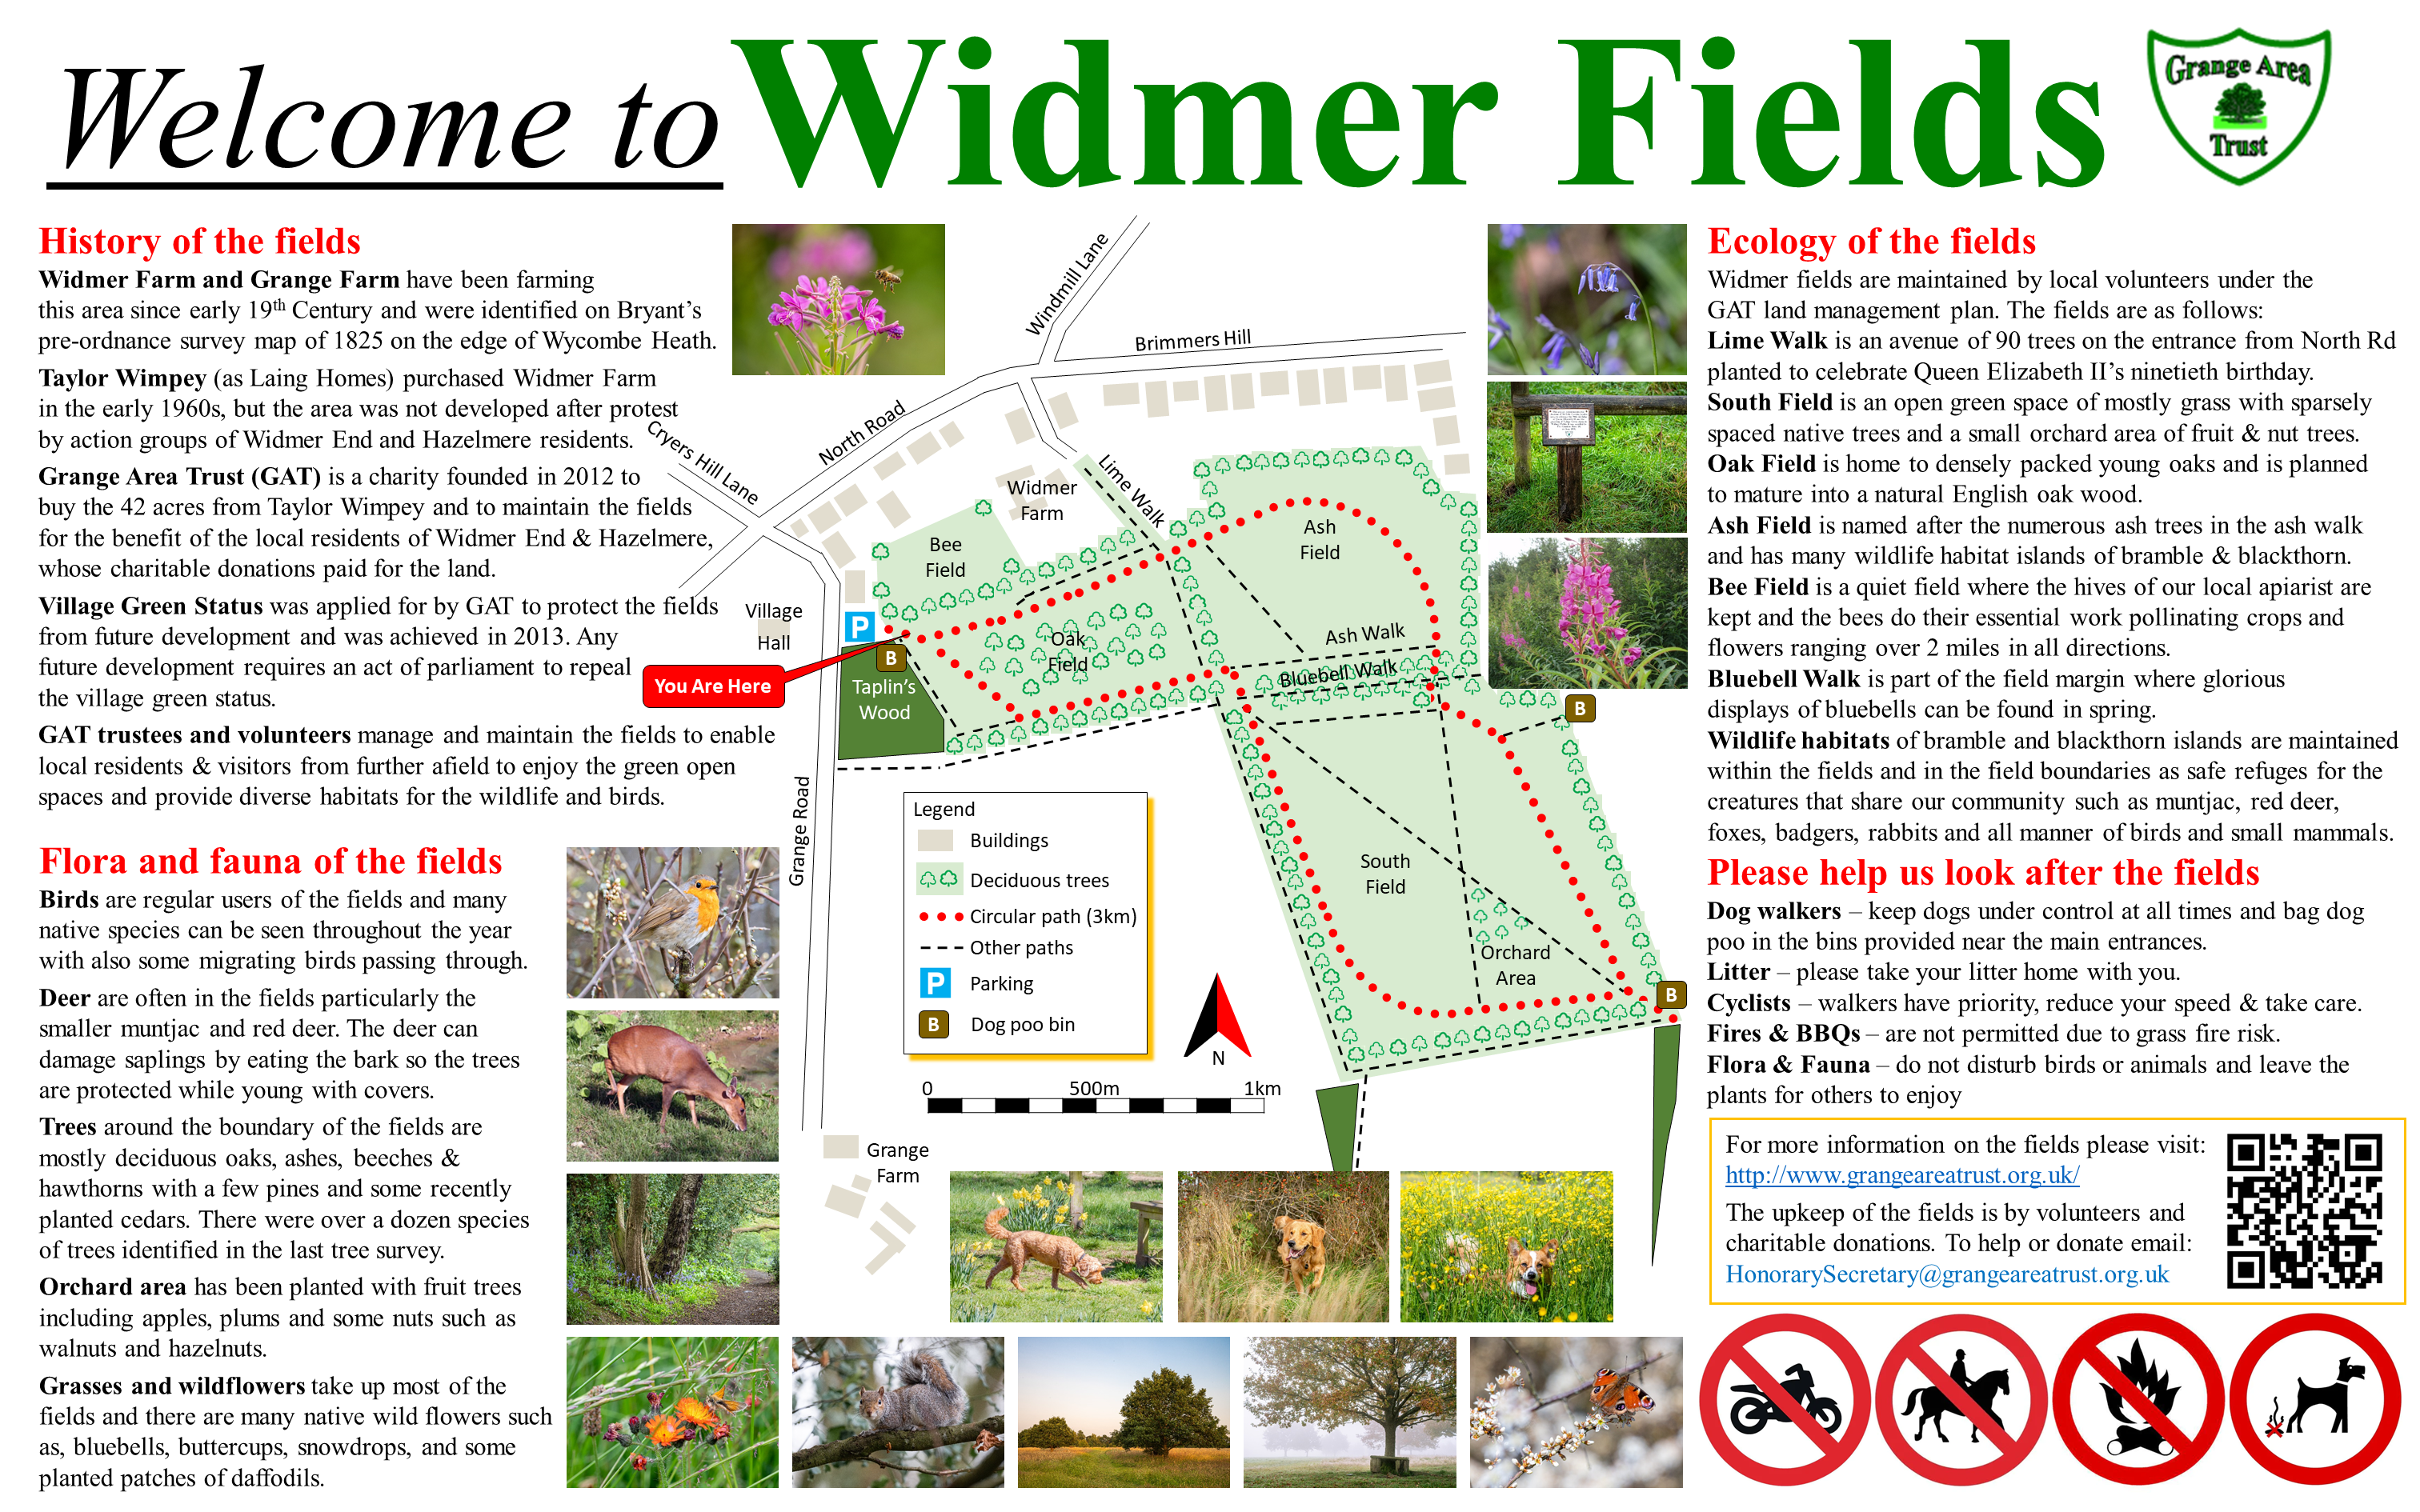 Welcome to Widmer Fields
Grange Area
Trust
History of the fields
Widmer Farm and Grange Farm have been farming
this area since early 19th Century and were identified on Bryant's
pre-ordnance survey map of 1825 on the edge of Wycombe Heath.
Taylor Wimpey (as Laing Homes) purchased Widmer Farm
in the early 1960s, but the area was not developed after protest
by action groups of Widmer End and Hazelmere residents.
Grange Area Trust (GAT) is a charity founded in 2012 to
buy the 42 acres from Taylor Wimpey and to maintain the fields
for the benefit of the local residents of Widmer End & Hazelmere,
whose charitable donations paid for the land.
Village Green Status was applied for by GAT to protect the fields
from future development and was achieved in 2013. Any
future development requires an act of parliament to repeal
the village green status.
GAT trustees and volunteers manage and maintain the fields to enable
local residents & visitors from further afield to enjoy the green open
spaces and provide diverse habitats for the wildlife and birds.
Flora and fauna of the fields
Birds are regular users of the fields and many
native species can be seen throughout the year
with also some migrating birds passing through.
Deer are often in the fields particularly the
smaller muntjac and red deer. The deer can
damage saplings by eating the bark so the trees
are protected while young with covers.
Trees around the boundary of the fields are
mostly deciduous oaks, ashes, beeches &
hawthorns with a few pines and some recently
planted cedars. There were over a dozen species
of trees identified in the last tree survey.
Orchard area has been planted with fruit trees
including apples, plums and some nuts such as
walnuts and hazelnuts.
Grasses and wildflowers take up most of the
fields and there are many native wild flowers such
as, bluebells, buttercups, snowdrops, and some
planted patches of daffodils.
Windmill Lane
Brimmers Hill
North Road
Cryers Hill Lane
Lime Walk
Widmer
Farm
Bee
Field
Ash
Field
Village
Hall
P
B
You Are Here
Taplin's
Wood
Oak
Field
Ash Walk
Bluebell Walk
B
Grange Road
South
Field
Orchard
Area
B
Legend
Buildings
Deciduous trees
Circular path (3km)
Other paths
P Parking
B Dog poo bin
N
0 500m 1km
Grange
Farm
Ecology of the fields
Widmer fields are maintained by local volunteers under the
GAT land management plan. The fields are as follows:
Lime Walk is an avenue of 90 trees on the entrance from North Rd
planted to celebrate Queen Elizabeth II's ninetieth birthday.
South Field is an open green space of mostly grass with sparsely
spaced native trees and a small orchard area of fruit & nut trees.
Oak Field is home to densely packed young oaks and is planned
to mature into a natural English oak wood.
Ash Field is named after the numerous ash trees in the ash walk
and has many wildlife habitat islands of bramble & blackthorn.
Bee Field is a quiet field where the hives of our local apiarist are
kept and the bees do their essential work pollinating crops and
flowers ranging over 2 miles in all directions.
Bluebell Walk is part of the field margin where glorious
displays of bluebells can be found in spring.
Wildlife habitats of bramble and blackthorn islands are maintained
within the fields and in the field boundaries as safe refuges for the
creatures that share our community such as muntjac, red deer,
foxes, badgers, rabbits and all manner of birds and small mammals.
Please help us look after the fields
Dog walkers – keep dogs under control at all times and bag dog
poo in the bins provided near the main entrances.
Litter – please take your litter home with you.
Cyclists – walkers have priority, reduce your speed & take care.
Fires & BBQs – are not permitted due to grass fire risk.
Flora & Fauna – do not disturb birds or animals and leave the
plants for others to enjoy
For more information on the fields please visit:
http://www.grangeareatrust.org.uk/
The upkeep of the fields is by volunteers and
charitable donations. To help or donate email:
HonorarySecretary@grangeareatrust.org.uk